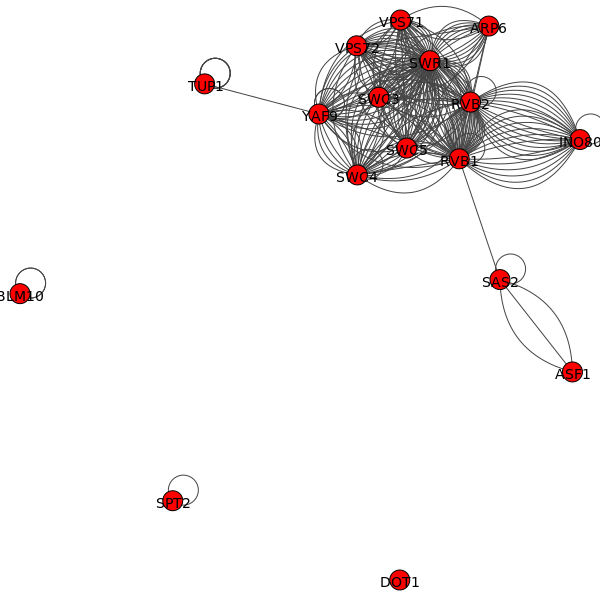 VPS71
ARP6
VPS72
SWR1
TUP1
SWC3
RVB2
YAF9
INO80
SWC5
RVB1
SWC4
SAS2
BLM10
ASF1
SPT2
DOT1